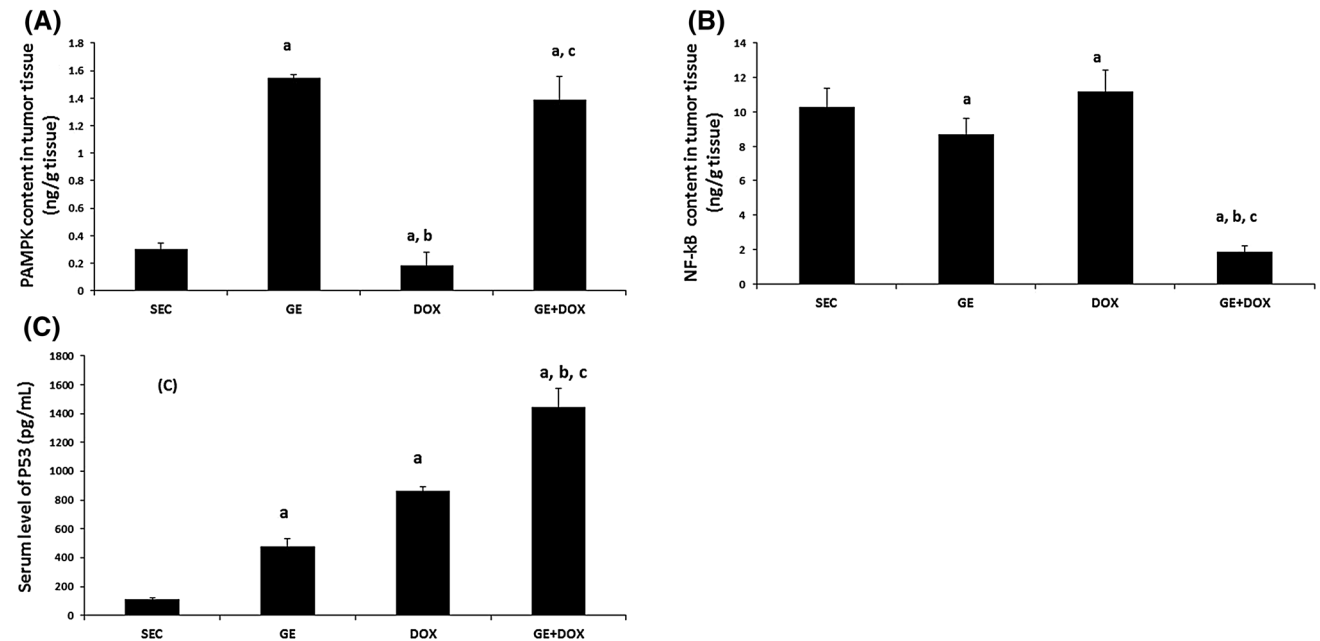 (A)
PAMPK content in tumor tissue
(ng/g tissue)
1.8
1.6
1.4
1.2
1
0.8
0.6
0.4
0.2
0
a
a, b
a, c
SEC
GE
DOX
GE+DOX
(B)
NF-kB content in tumor tissue
(ng/g tissue)
14
12
10
8
6
4
2
0
a
a
a, b, c
SEC
GE
DOX
GE+DOX
(C)
Serum level of P53 (pg/mL)
1800
1600
1400
1200
1000
800
600
400
200
0
(C)
a
a
a, b, c
SEC
GE
DOX
GE+DOX